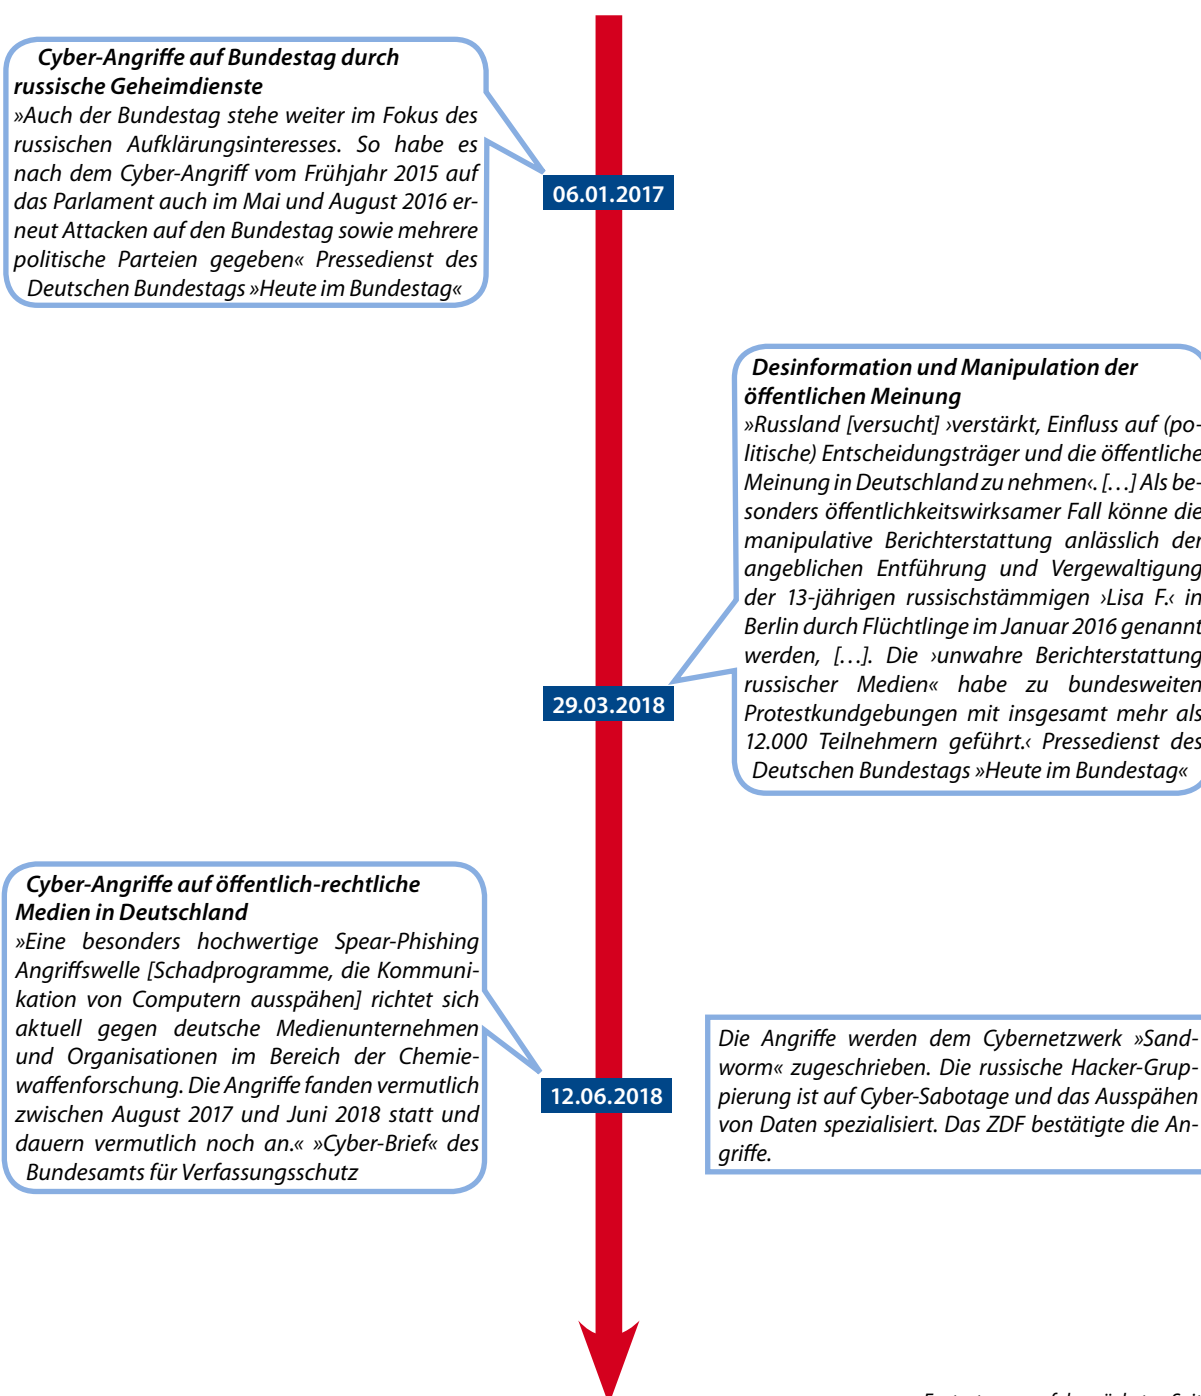 Cyber-Angriffe auf Bundestag durch
russische Geheimdienste
»Auch der Bundestag stehe weiter im Fokus des
russischen Aufklärungsinteresses. So habe es
nach dem Cyber-Angriff vom Frühjahr 2015 auf
das Parlament auch im Mai und August 2016 er-
neut Attacken auf den Bundestag sowie mehrere
politische Parteien gegeben« Pressedienst des
Deutschen Bundestags »Heute im Bundestag«
06.01.2017
Desinformation und Manipulation der
öffentlichen Meinung
»Russland [versucht] ›verstärkt, Einfluss auf (po-
litische) Entscheidungsträger und die öffentliche
Meinung in Deutschland zu nehmen‹. […] Als be-
sonders öffentlichkeitswirksamer Fall könne die
manipulative Berichterstattung anlässlich der
angeblichen Entführung und Vergewaltigung
der 13-jährigen russischstämmigen ›Lisa F.‹ in
Berlin durch Flüchtlinge im Januar 2016 genannt
werden, […]. Die ›unwahre Berichterstattung
russischer Medien« habe zu bundesweiten
Protestkundgebungen mit insgesamt mehr als
12.000 Teilnehmern geführt.‹ Pressedienst des
Deutschen Bundestags »Heute im Bundestag«
29.03.2018
Cyber-Angriffe auf öffentlich-rechtliche
Medien in Deutschland
»Eine besonders hochwertige Spear-Phishing
Angriffswelle [Schadprogramme, die Kommuni-
kation von Computern ausspähen] richtet sich
aktuell gegen deutsche Medienunternehmen
und Organisationen im Bereich der Chemie-
waffenforschung. Die Angriffe fanden vermutlich
zwischen August 2017 und Juni 2018 statt und
dauern vermutlich noch an.« »Cyber-Brief« des
Bundesamts für Verfassungsschutz
12.06.2018
Die Angriffe werden dem Cybernetzwerk »Sand-
worm« zugeschrieben. Die russische Hacker-Grup-
pierung ist auf Cyber-Sabotage und das Ausspähen
von Daten spezialisiert. Das ZDF bestätigte die An-
griffe.